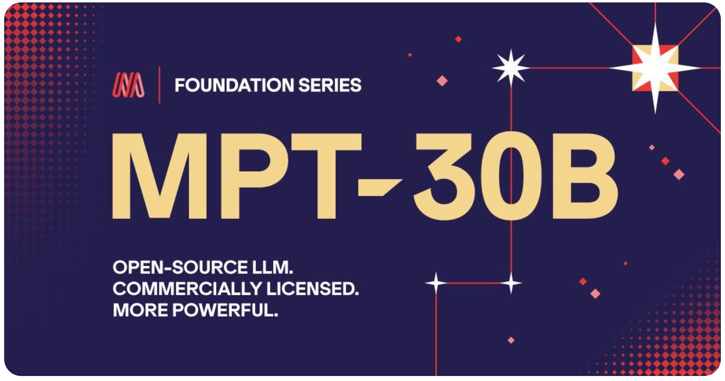 FOUNDATION SERIES
MPT-30B
OPEN-SOURCE LLM.
COMMERCIALLY LICENSED.
MORE POWERFUL.